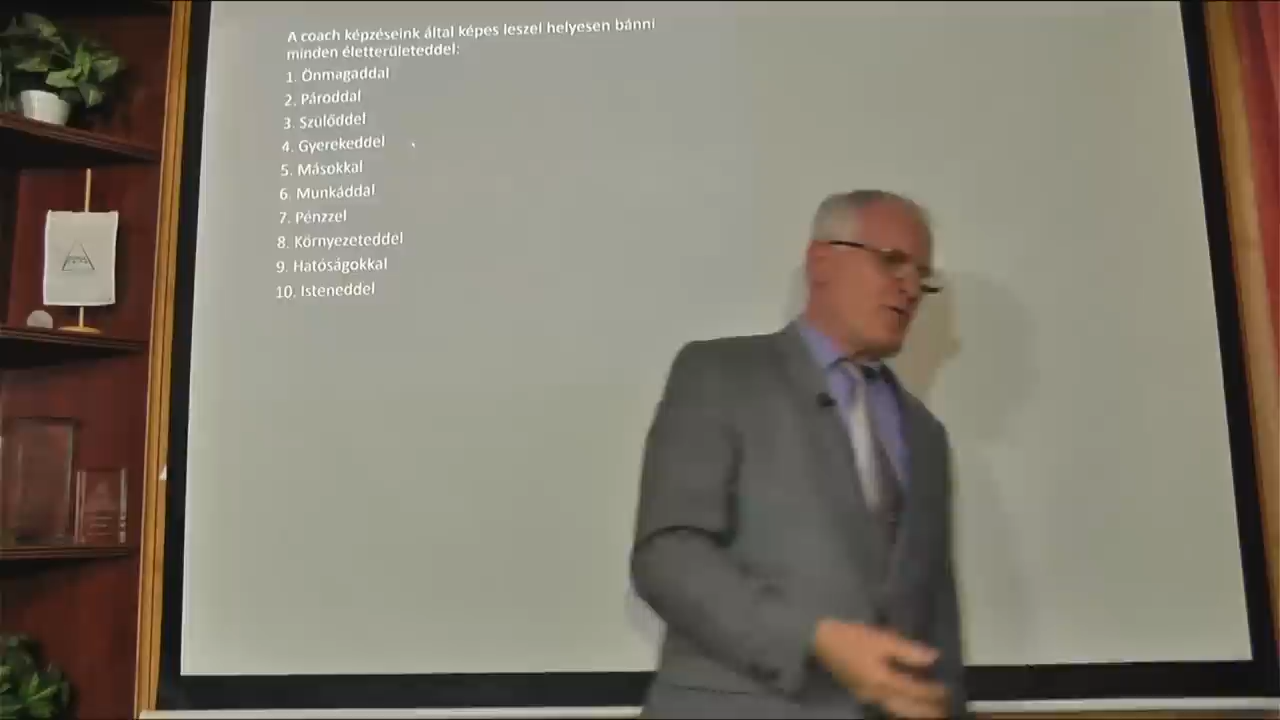 A coach képzéseink által képes leszel helyesen bánni
minden életterületeddel:
1. Önmagaddal
2. Pároddal
3. Szülőddel
4. Gyerekeddel
5. Másokkal
6. Munkáddal
7. Pénzzel
8. Környezeteddel
9. Hatóságokkal
10. Isteneddel